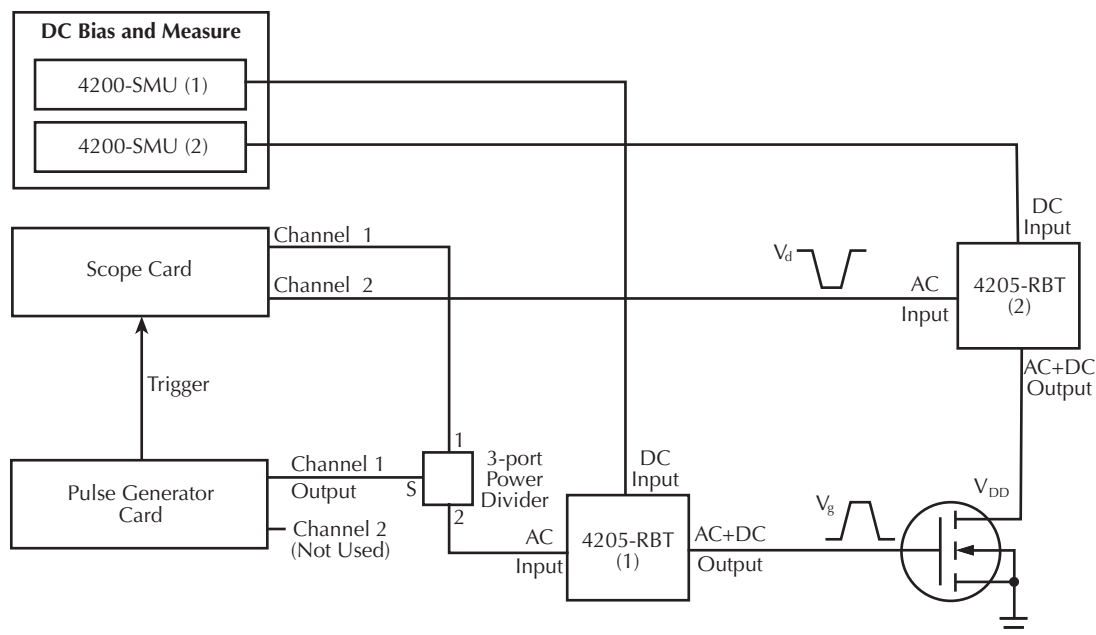 DC Bias and Measure
4200-SMU (1)
4200-SMU (2)
Scope Card
Channel 1
Channel 2
Trigger
Pulse Generator
Card
Channel 1
Output
Channel 2
(Not Used)
S
1
2
3-port
Power
Divider
DC
Input
AC
Input
4205-RBT
(1)
AC+DC
Output
Vd
AC
Input
DC
Input
4205-RBT
(2)
AC+DC
Output
Vg
VDD